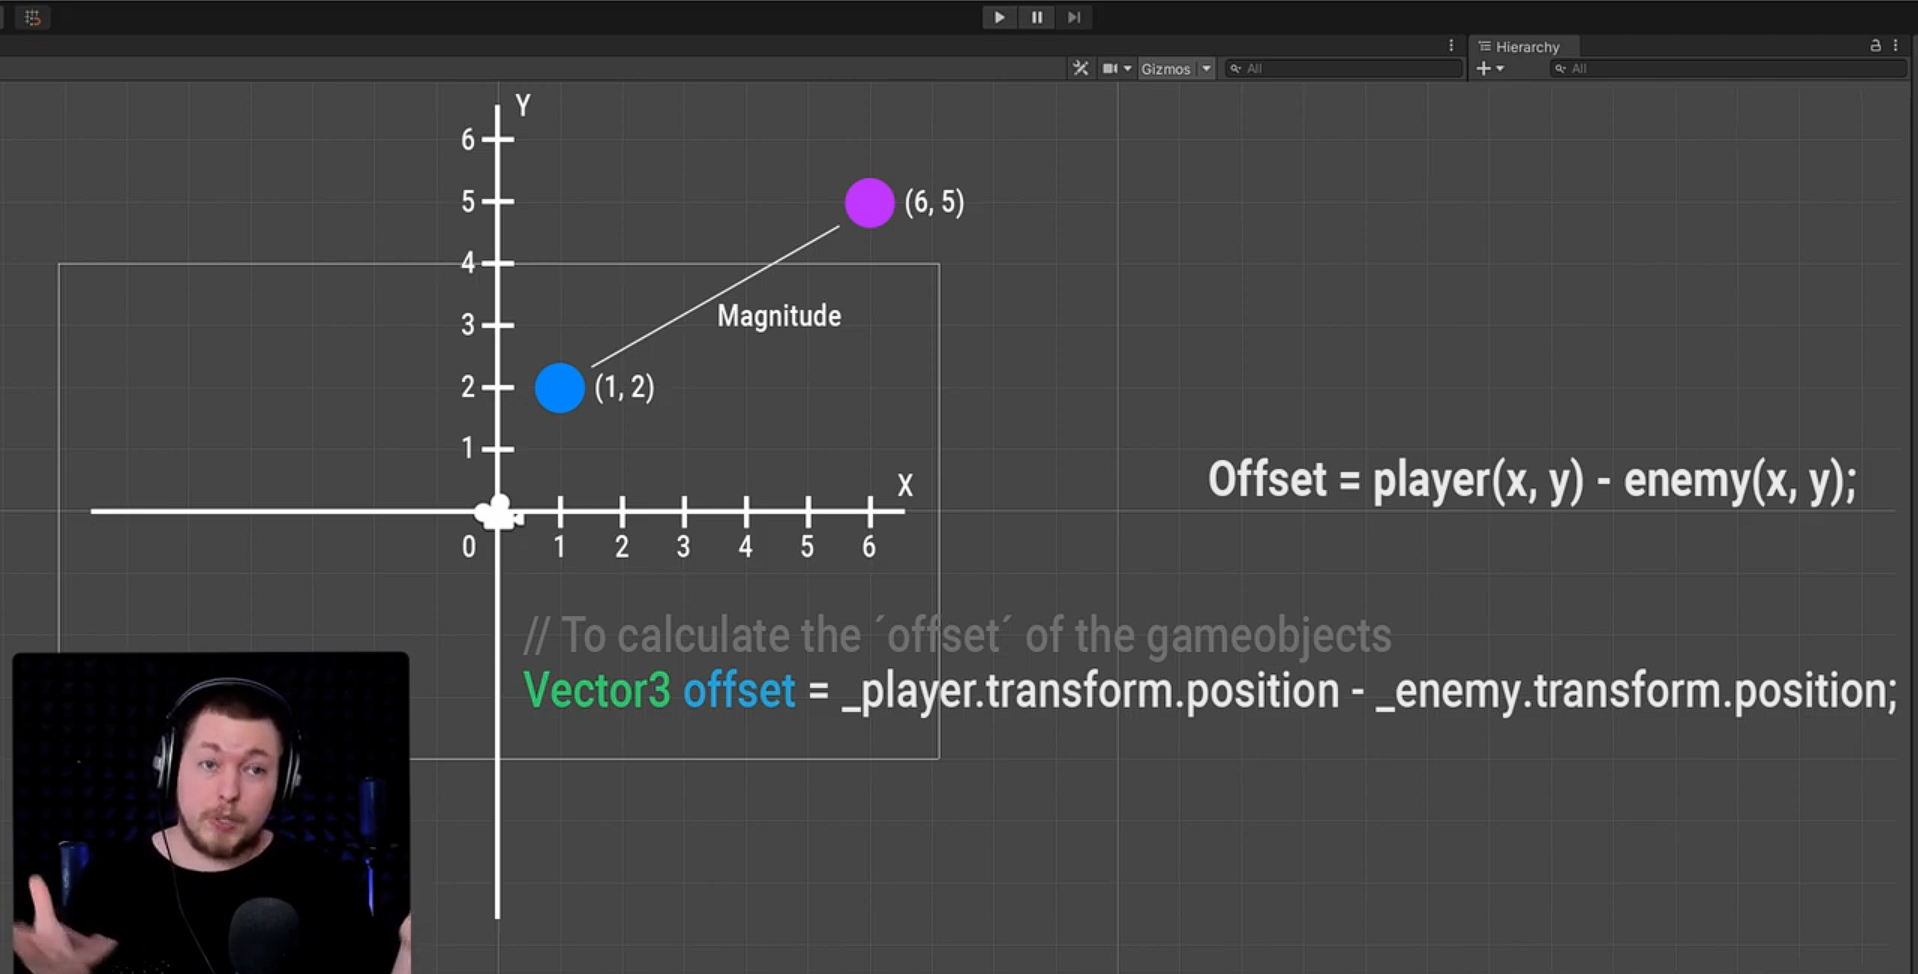 Hierarchy
Gizmos
All
All
Y
6
5
(6, 5)
4
3
Magnitude
2
(1, 2)
1
X
Offset = player(x, y) - enemy(x, y);
0
1
2
3
4
5
6
// To calculate the ´offset´ of the gameobjects
Vector3 offset = _player.transform.position - _enemy.transform.position;